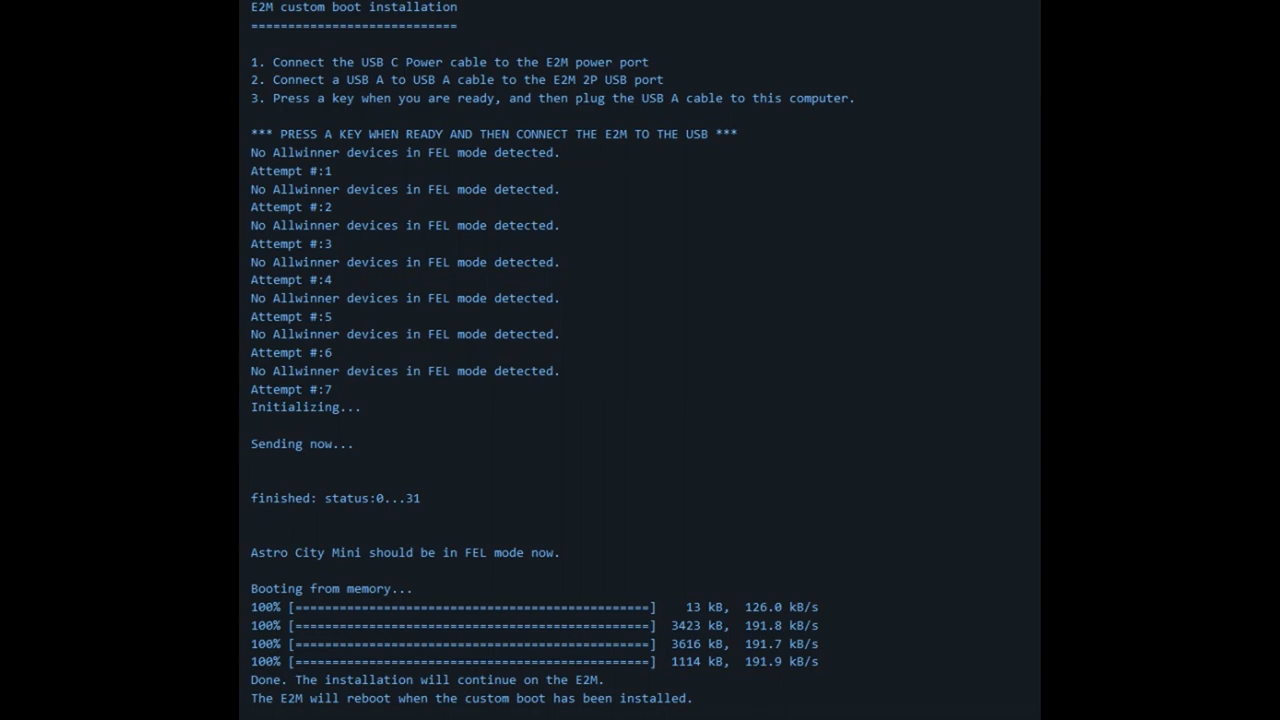 E2M custom boot installation
============================
1. Connect the USB C Power cable to the E2M power port
2. Connect a USB A to USB A cable to the E2M 2P USB port
3. Press a key when you are ready, and then plug the USB A cable to this computer.
*** PRESS A KEY WHEN READY AND THEN CONNECT THE E2M TO THE USB ***
No Allwinner devices in FEL mode detected.
Attempt #:1
No Allwinner devices in FEL mode detected.
Attempt #:2
No Allwinner devices in FEL mode detected.
Attempt #:3
No Allwinner devices in FEL mode detected.
Attempt #:4
No Allwinner devices in FEL mode detected.
Attempt #:5
No Allwinner devices in FEL mode detected.
Attempt #:6
No Allwinner devices in FEL mode detected.
Attempt #:7
Initializing...
Sending now...
finished: status:0...31
Astro City Mini should be in FEL mode now.
Booting from memory...
100% [================================================]    13 kB,  126.0 kB/s
100% [================================================]  3423 kB,  191.8 kB/s
100% [================================================]  3616 kB,  191.7 kB/s
100% [================================================]  1114 kB,  191.9 kB/s
Done. The installation will continue on the E2M.
The E2M will reboot when the custom boot has been installed.